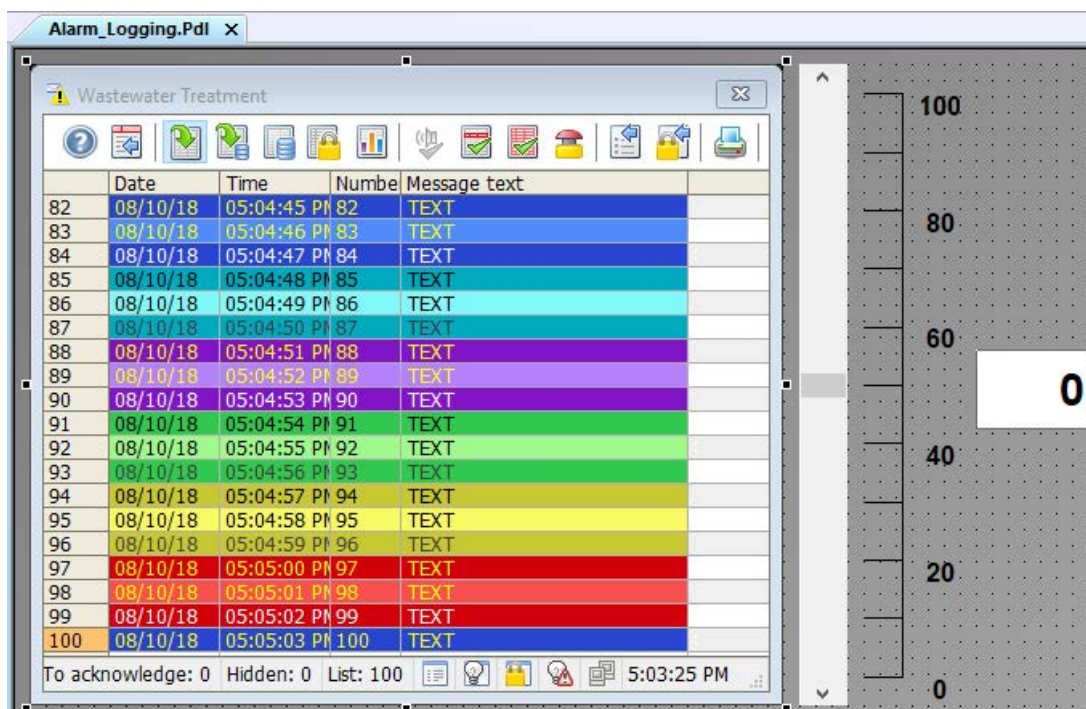 Alarm_Logging.Pdl X
Wastewater Treatment
Date Time Numbe Message text
82 08/10/18 05:04:45 PM 82 TEXT
83 08/10/18 05:04:46 PM 83 TEXT
84 08/10/18 05:04:47 PM 84 TEXT
85 08/10/18 05:04:48 PM 85 TEXT
86 08/10/18 05:04:49 PM 86 TEXT
87 08/10/18 05:04:50 PM 87 TEXT
88 08/10/18 05:04:51 PM 88 TEXT
89 08/10/18 05:04:52 PM 89 TEXT
90 08/10/18 05:04:53 PM 90 TEXT
91 08/10/18 05:04:54 PM 91 TEXT
92 08/10/18 05:04:55 PM 92 TEXT
93 08/10/18 05:04:56 PM 93 TEXT
94 08/10/18 05:04:57 PM 94 TEXT
95 08/10/18 05:04:58 PM 95 TEXT
96 08/10/18 05:04:59 PM 96 TEXT
97 08/10/18 05:05:00 PM 97 TEXT
98 08/10/18 05:05:01 PM 98 TEXT
99 08/10/18 05:05:02 PM 99 TEXT
100 08/10/18 05:05:03 PM 100 TEXT
To acknowledge: 0 Hidden: 0 List: 100 5:03:25 PM
100
80
60
0
40
20
0